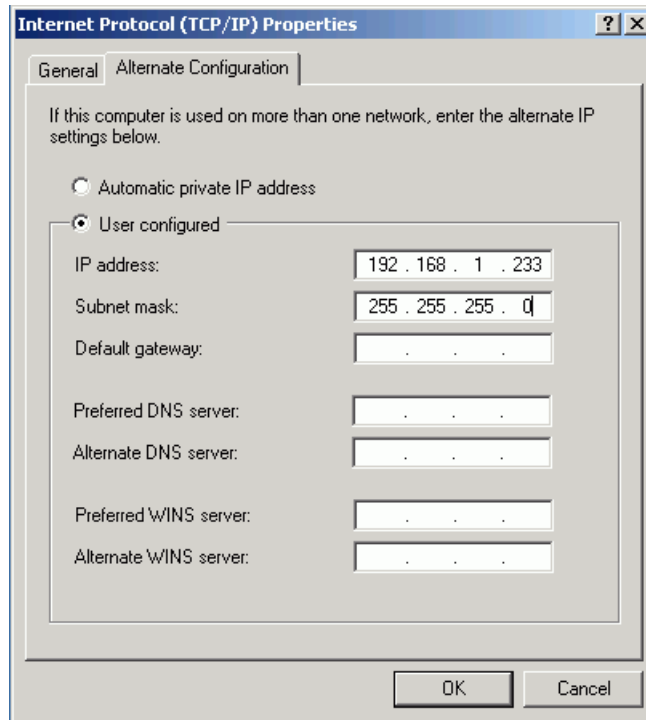 Internet Protocol (TCP/IP) Properties
General
Alternate Configuration
If this computer is used on more than one network, enter the alternate IP
settings below.
Automatic private IP address
User configured
IP address: 192 . 168 . 1 . 233
Subnet mask: 255 . 255 . 255 . 0
Default gateway: . . .
Preferred DNS server: . . .
Alternate DNS server: . . .
Preferred WINS server: . . .
Alternate WINS server: . . .
OK Cancel